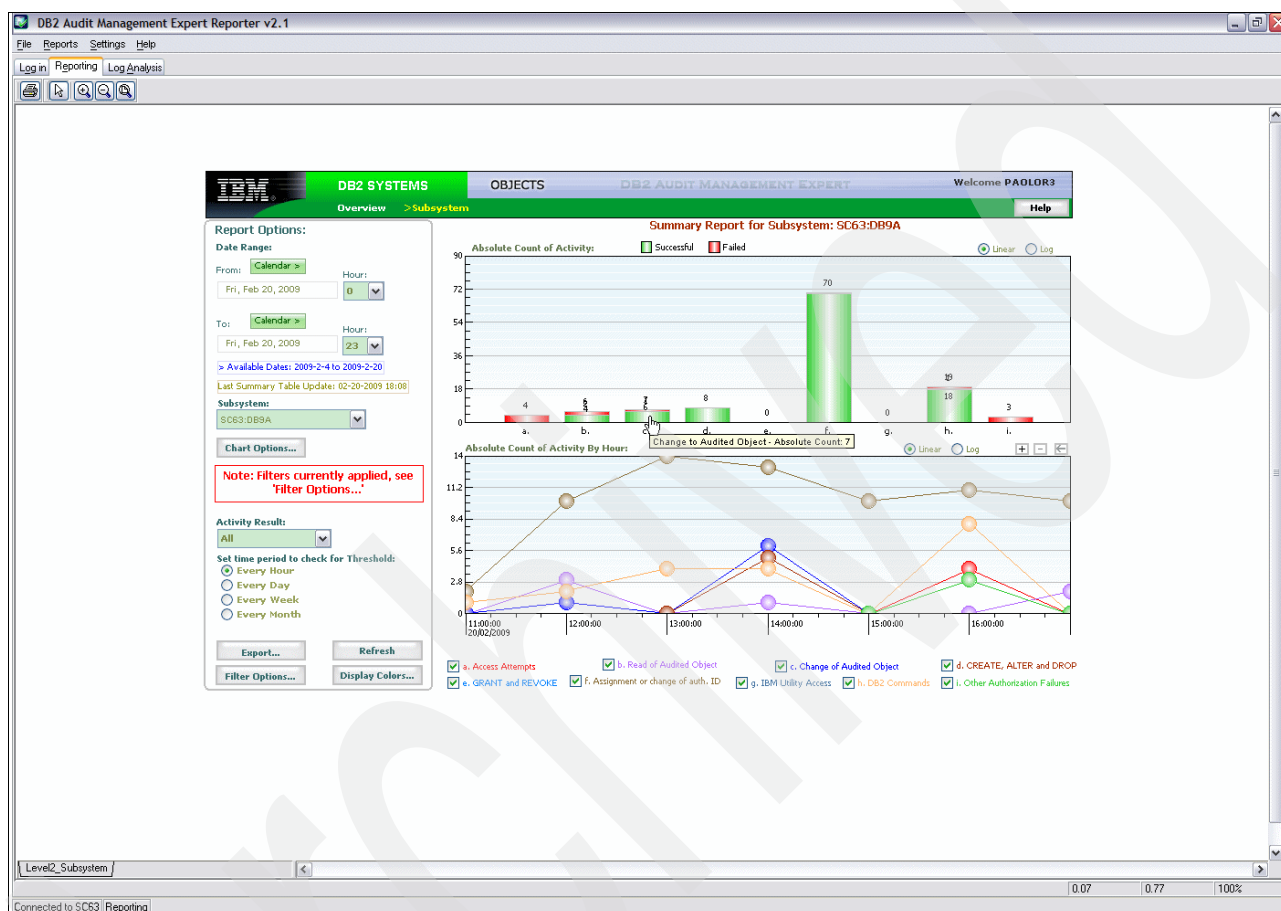 DB2 Audit Management Expert Reporter v2.1
File Reports Settings Help
Log in Reporting Log Analysis
IBM
DB2 SYSTEMS OBJECTS DB2 AUDIT MANAGEMENT EXPERT Welcome PAOLOR3
Overview >Subsystem Help
Report Options:
Date Range:
From: Calendar >
Hour:
Fri, Feb 20, 2009 0
To: Calendar >
Hour:
Fri, Feb 20, 2009 23
> Available Dates: 2009-2-4 to 2009-2-20
Last Summary Table Update: 02-20-2009 18:08
Subsystem:
SC63:DB9A
Chart Options...
Note: Filters currently applied, see
'Filter Options...'
Activity Result:
All
Set time period to check for Threshold:
Every Hour
Every Day
Every Week
Every Month
Export... Refresh
Filter Options... Display Colors...
Summary Report for Subsystem: SC63:DB9A
Absolute Count of Activity: Successful Failed Linear Log
90
72
54
36
18
0
4
8
0
70
0
18
3
a. b. d. e. f. g. h. i.
Change to Audited Object - Absolute Count: 7
Absolute Count of Activity By Hour: Linear Log
14
11.2
8.4
5.6
2.8
0
11:00:00 12:00:00 13:00:00 14:00:00 15:00:00 16:00:00
20/02/2009
a. Access Attempts b. Read of Audited Object c. Change of Audited Object d. CREATE, ALTER and DROP
e. GRANT and REVOKE f. Assignment or change of auth. ID g. IBM Utility Access h. DB2 Commands i. Other Authorization Failures
Level2_Subsystem
0.07 0.77 100%
Connected to SC63 Reporting